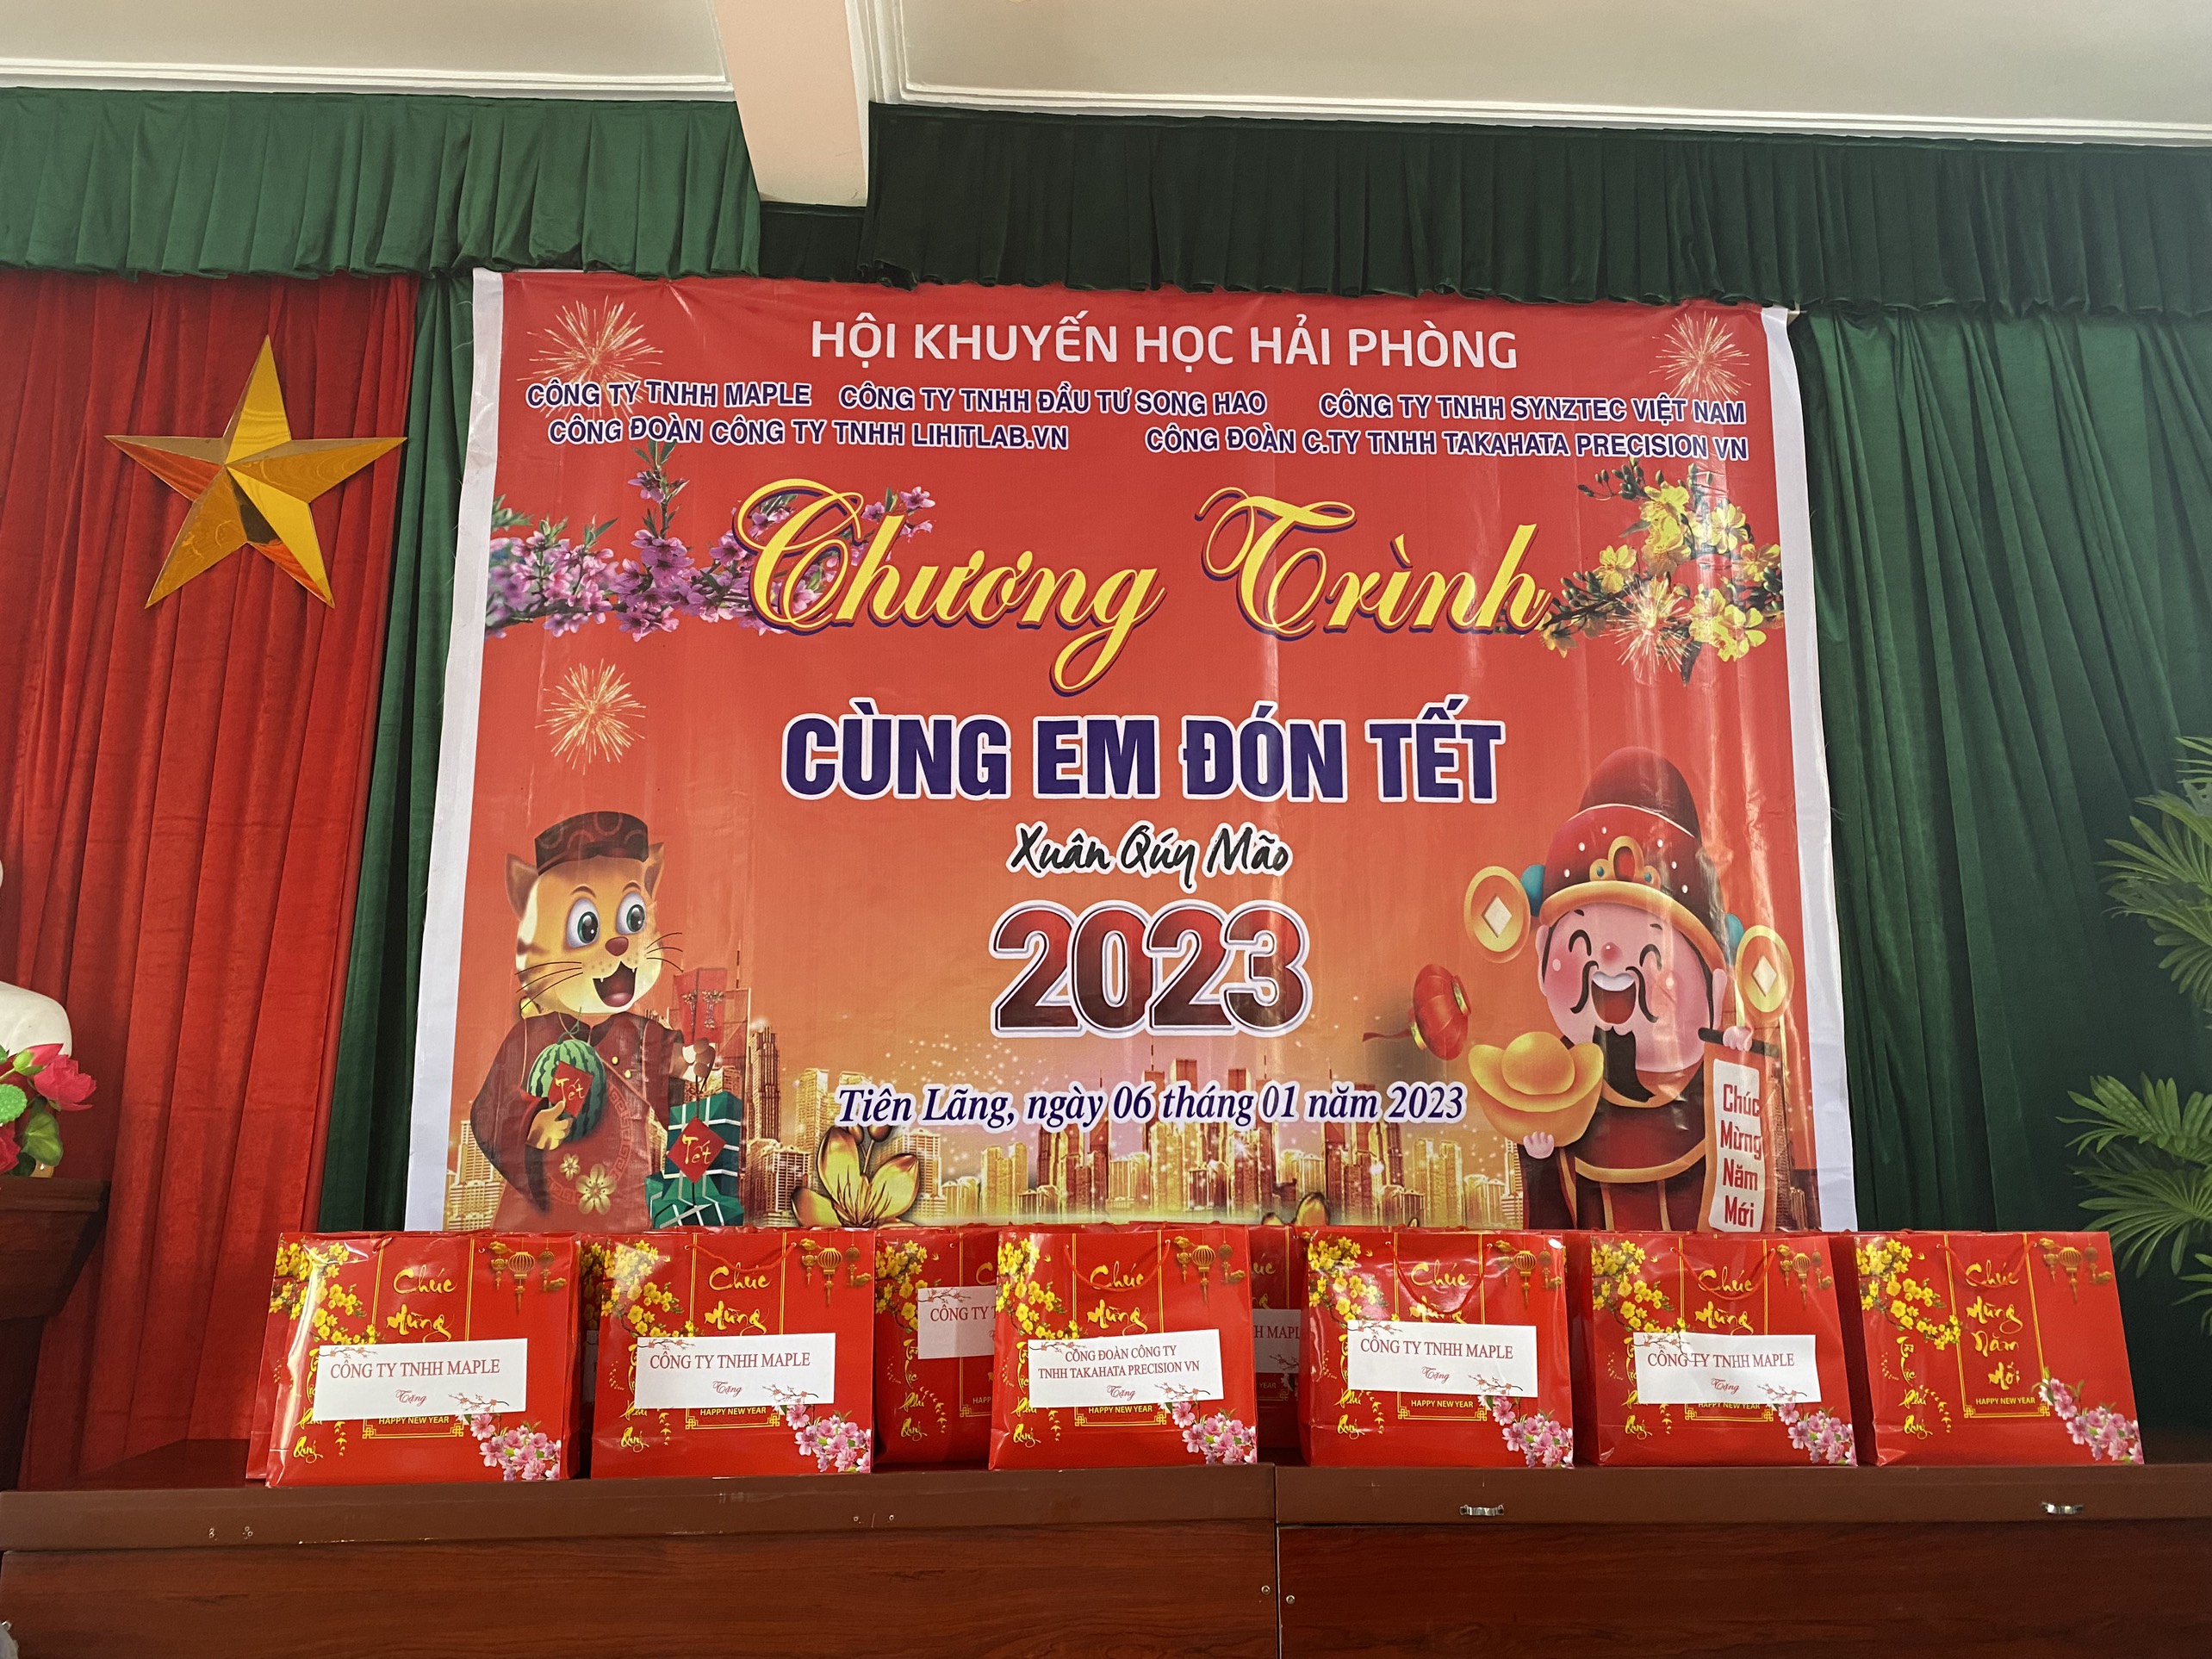 HỘI KHUYẾN HỌC HẢI PHÒNG
CÔNG TY TNHH MAPLE CÔNG TY TNHH ĐẦU TƯ SONG HAO CÔNG TY TNHH SYNZTEC VIỆT NAM
CÔNG ĐOÀN CÔNG TY TNHH LIHITLAB.VN CÔNG ĐOÀN C.TY TNHH TAKAHATA PRECISION VN
Chương Trình
CÙNG EM ĐÓN TẾT
Xuân Qúy Mão
2023
Tiên Lãng, ngày 06 tháng 01 năm 2023
Tết
Tết
Chúc
Mừng
Năm
Mới
Chúc
Mừng
CÔNG TY TNHH MAPLE
Tặng
HAPPY NEW YEAR
Chúc
Mừng
CÔNG TY TNHH MAPLE
Tặng
HAPPY NEW YEAR
CÔNG TY
Chúc
Mừng
CÔNG ĐOÀN CÔNG TY
TNHH TAKAHATA PRECISION VN
Tặng
HAPPY NEW YEAR
Chúc
Mừng
CÔNG TY TNHH MAPLE
Tặng
HAPPY NEW YEAR
Chúc
Mừng
CÔNG TY TNHH MAPLE
Tặng
HAPPY NEW YEAR
Chúc
Mừng
Năm
Mới
HAPPY NEW YEAR